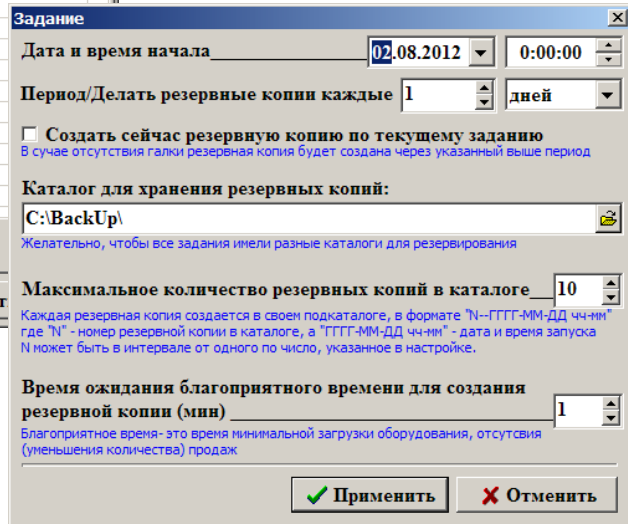 Задание
Дата и время начала 02.08.2012 0:00:00
Период/Делать резервные копии каждые 1 дней
Создать сейчас резервную копию по текущему заданию
В сучае отсутствия галки резервная копия будет создана через указанный выше период
Каталог для хранения резервных копий:
C:\BackUp\
Желательно, чтобы все задания имели разные каталоги для резервирования
Максимальное количество резервных копий в каталоге 10
Каждая резервная копия создается в своем подкаталоге, в формате "N--ГГГГ-ММ-ДД чч-мм"
где "N" - номер резервной копии в каталоге, а "ГГГГ-ММ-ДД чч-мм" - дата и время запуска
N может быть в интервале от одного по число, указанное в настройке.
Время ожидания благоприятного времени для создания
резервной копии (мин) 1
Благоприятное время- это время минимальной загрузки оборудования, отсутсвия
(уменьшения количества) продаж
Применить Отменить